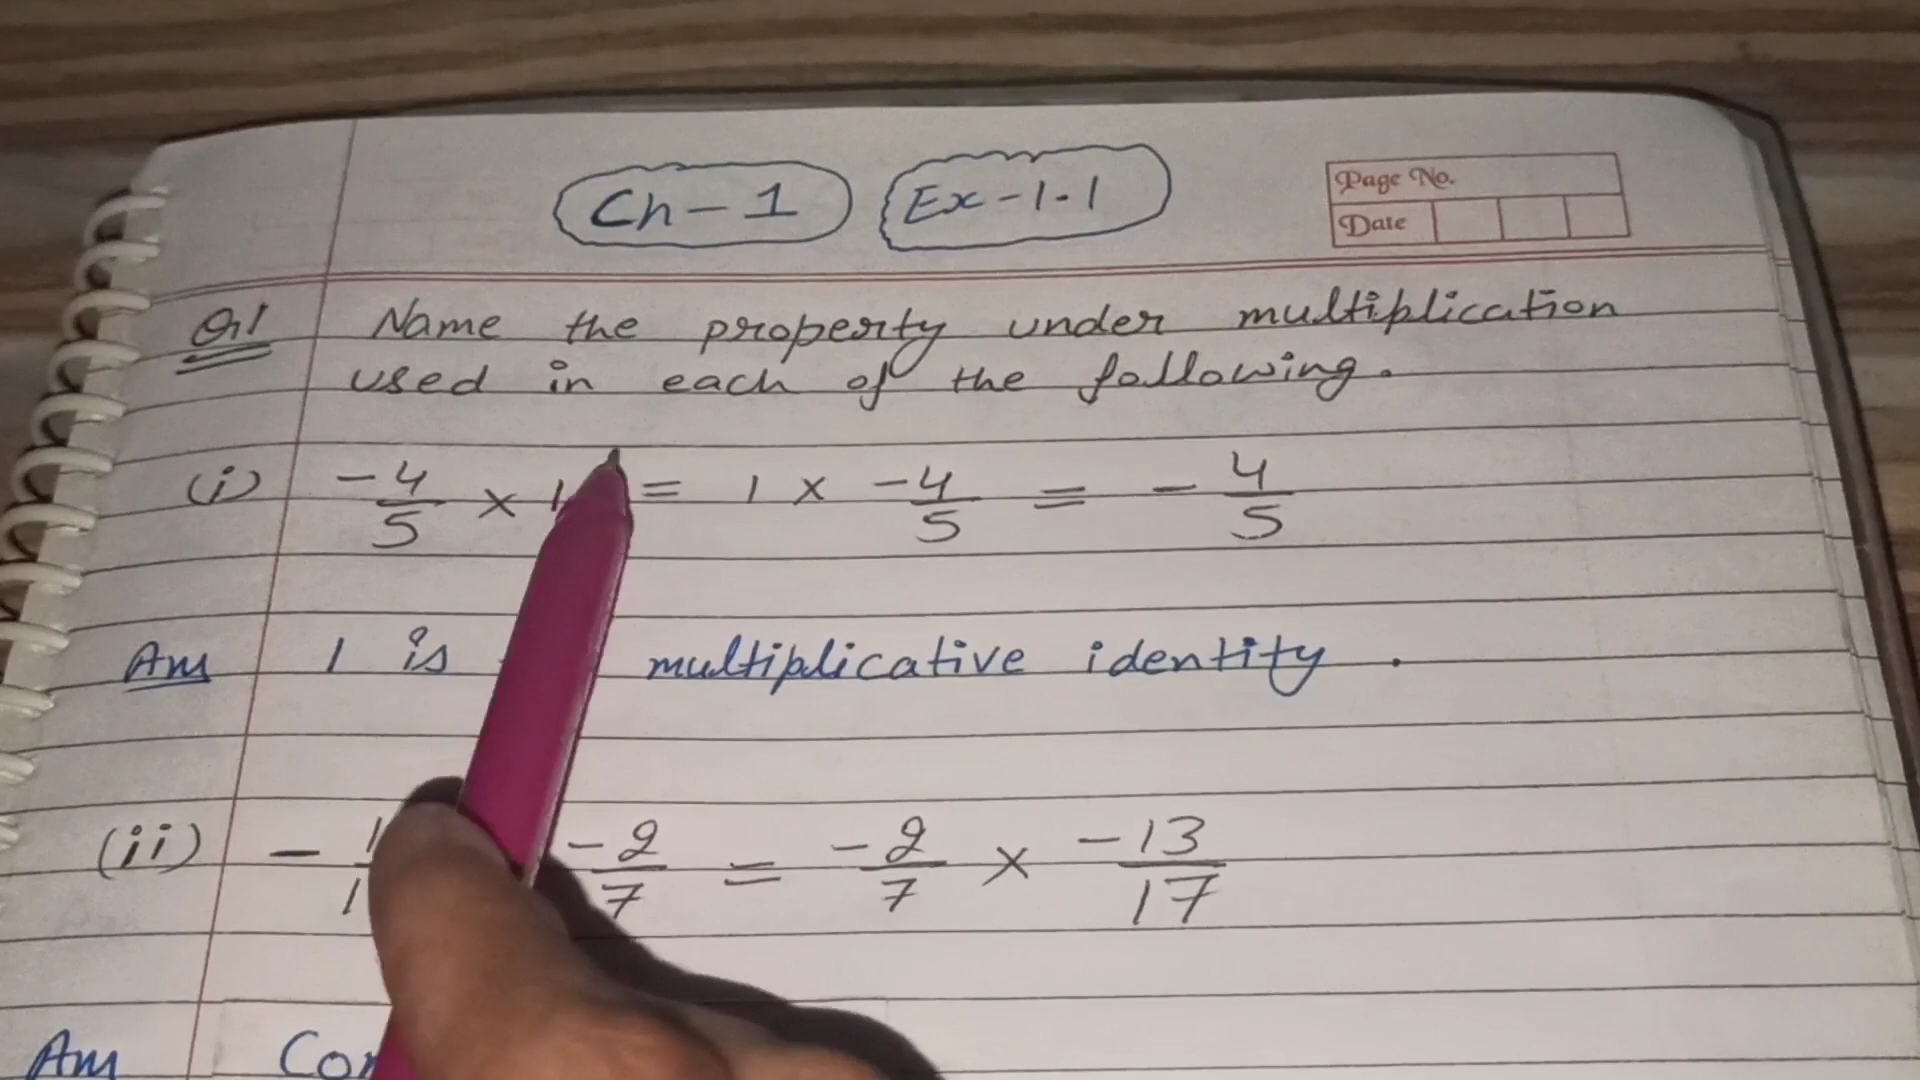 Ch-1 Ex-1.1
Page No.
Date
Q1 Name the property under multiplication
used in each of the following.
(i) -4/5 × 1 = 1 × -4/5 = -4/5
Ans 1 is multiplicative identity.
(ii) - -2/7 = -2/7 × -13/17
Ans